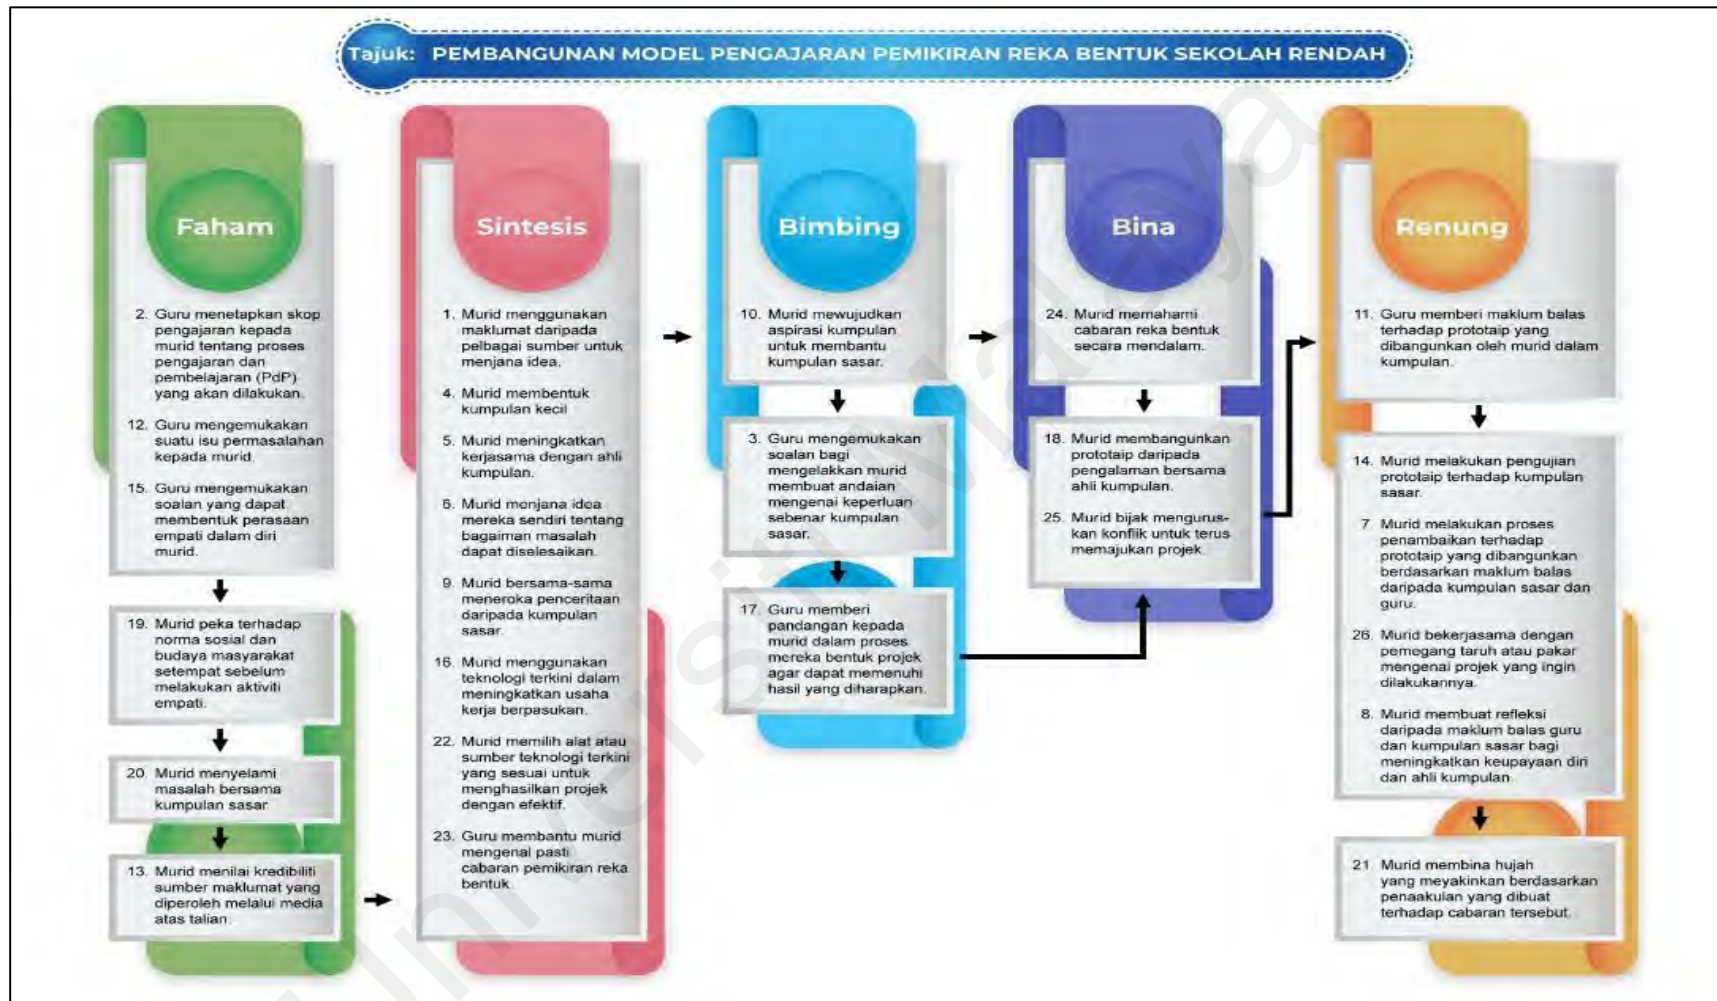 Tajuk: PEMBANGUNAN MODEL PENGAJARAN PEMIKIRAN REKA BENTUK SEKOLAH RENDAH
Faham
2. Guru menetapkan skop
pengajaran kepada
murid tentang proses
pengajaran dan
pembelajaran (PdP)
yang akan dilakukan.
12. Guru mengemukakan
suatu isu permasalahan
kepada murid.
15. Guru mengemukakan
soalan yang dapat
membentuk perasaan
empati dalam diri
murid.
19. Murid peka terhadap
norma sosial dan
budaya masyarakat
setempat sebelum
melakukan aktiviti
empati.
20. Murid menyelami
masalah bersama
kumpulan sasar
13. Murid menilai kredibiliti
sumber maklumat yang
diperoleh melalui media
atas talian.
Sintesis
1. Murid menggunakan
maklumat daripada
pelbagai sumber untuk
menjana idea.
4. Murid membentuk
kumpulan kecil
5. Murid meningkatkan
kerjasama dengan ahli
kumpulan.
6. Murid menjana idea
mereka sendiri tentang
bagaiman masalah
dapat diselesaikan.
9. Murid bersama-sama
meneroka penceritaan
daripada kumpulan
sasar.
16. Murid menggunakan
teknologi terkini dalam
meningkatkan usaha
kerja berpasukan.
22. Murid memilih alat atau
sumber teknologi terkini
yang sesuai untuk
menghasilkan projek
dengan efektif.
23. Guru membantu murid
mengenal pasti
cabaran pemikiran reka
bentuk.
Bimbing
10. Murid mewujudkan
aspirasi kumpulan
untuk membantu
kumpulan sasar.
3. Guru mengemukakan
soalan bagi
mengelakkan murid
membuat andaian
mengenai keperluan
sebenar kumpulan
sasar.
17. Guru memberi
pandangan kepada
murid dalam proses
mereka bentuk projek
agar dapat memenuhi
hasil yang diharapkan.
Bina
24. Murid memahami
cabaran reka bentuk
secara mendalam.
18. Murid membangunkan
prototaip daripada
pengalaman bersama
ahli kumpulan.
25. Murid bijak mengurus-
kan konflik untuk terus
memajukan projek.
Renung
11. Guru memberi maklum balas
terhadap prototaip yang
dibangunkan oleh murid dalam
kumpulan.
14. Murid melakukan pengujian
prototaip terhadap kumpulan
sasar.
7 Murid melakukan proses
penambaikan terhadap
prototaip yang dibangunkan
berdasarkan maklum balas
daripada kumpulan sasar dan
guru.
26. Murid bekerjasama dengan
pemegang taruh atau pakar
mengenai projek yang ingin
dilakukannya.
8. Murid membuat refleksi
daripada maklum balas guru
dan kumpulan sasar bagi
meningkatkan keupayaan diri
dan ahli kumpulan.
21 Murid membina hujah
yang meyakinkan berdasarkan
penaakulan yang dibuat
terhadap cabaran tersebut.
Universiti Malaya